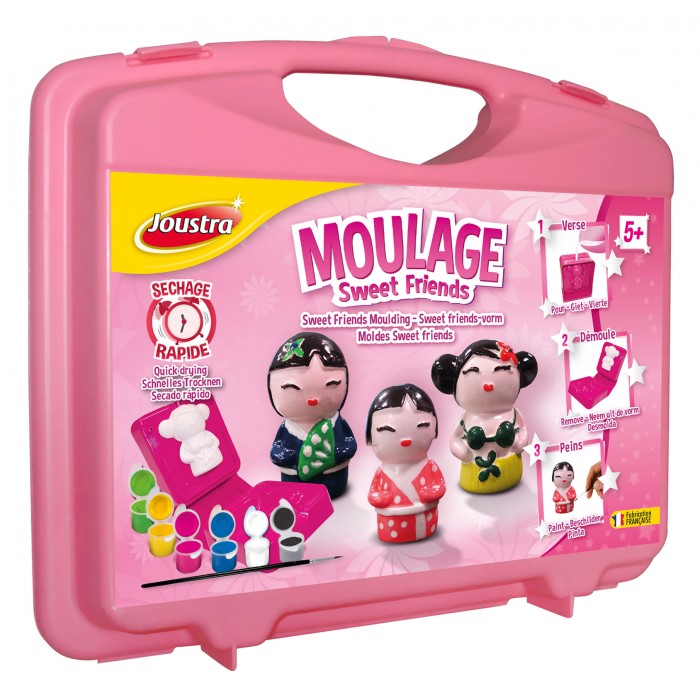 Joustra
MOULAGE
Sweet Friends
Sweet Friends Moulding - Sweet friends-vorm
Moldes Sweet friends
SECHAGE
RAPIDE
Quick drying
Schnelles Trocknen
Secado rapido
1 Verse
5+
Pour - Giet - Vierte
2 Démoule
Remove - Neem uit de vorm
Desmolda
3 Peins
Paint - Beschilder
Pinta
Fabrication
FRANÇAISE